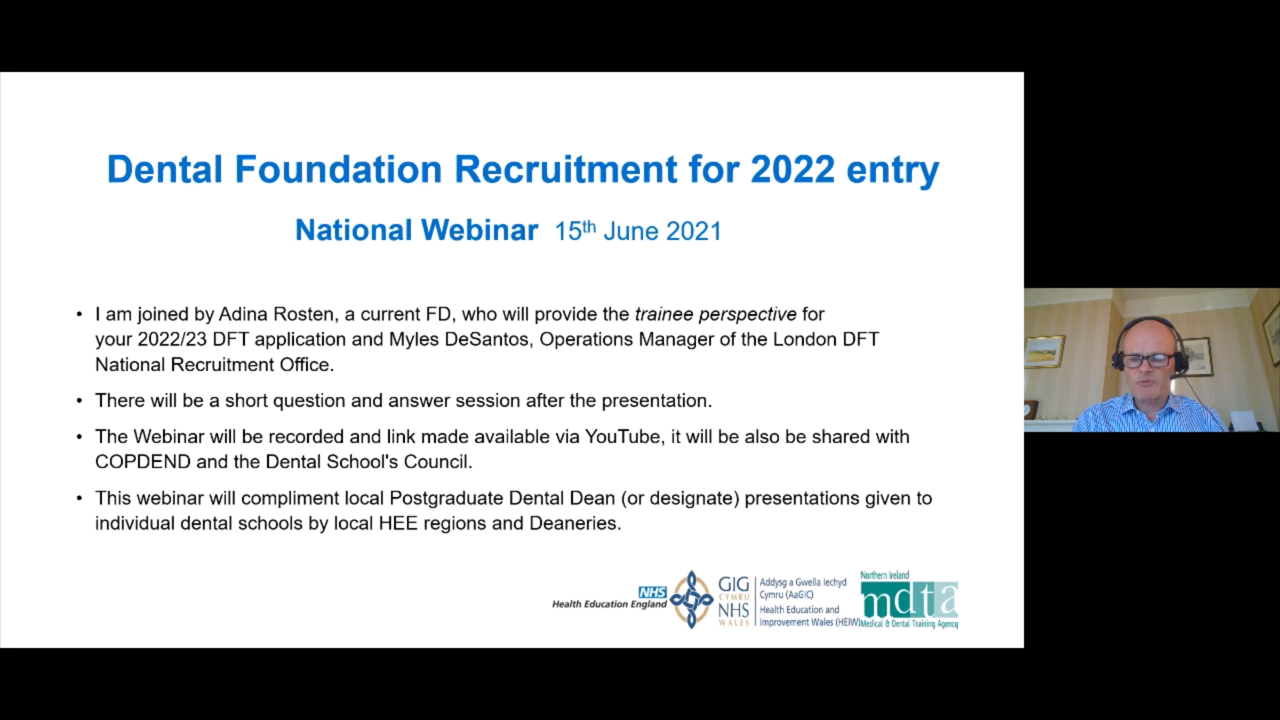 Dental Foundation Recruitment for 2022 entry
National Webinar 15th June 2021
• I am joined by Adina Rosten, a current FD, who will provide the trainee perspective for
your 2022/23 DFT application and Myles DeSantos, Operations Manager of the London DFT
National Recruitment Office.
• There will be a short question and answer session after the presentation.
• The Webinar will be recorded and link made available via YouTube, it will be also be shared with
COPDEND and the Dental School's Council.
• This webinar will compliment local Postgraduate Dental Dean (or designate) presentations given to
individual dental schools by local HEE regions and Deaneries.
NHS
Health Education England
GIG
CYMRU
NHS
WALES
Addysg a Gwella Iechyd
Cymru (AaGIC)
Health Education and
Improvement Wales (HEIW)
Northern Ireland
mdta
Medical & Dental Training Agency